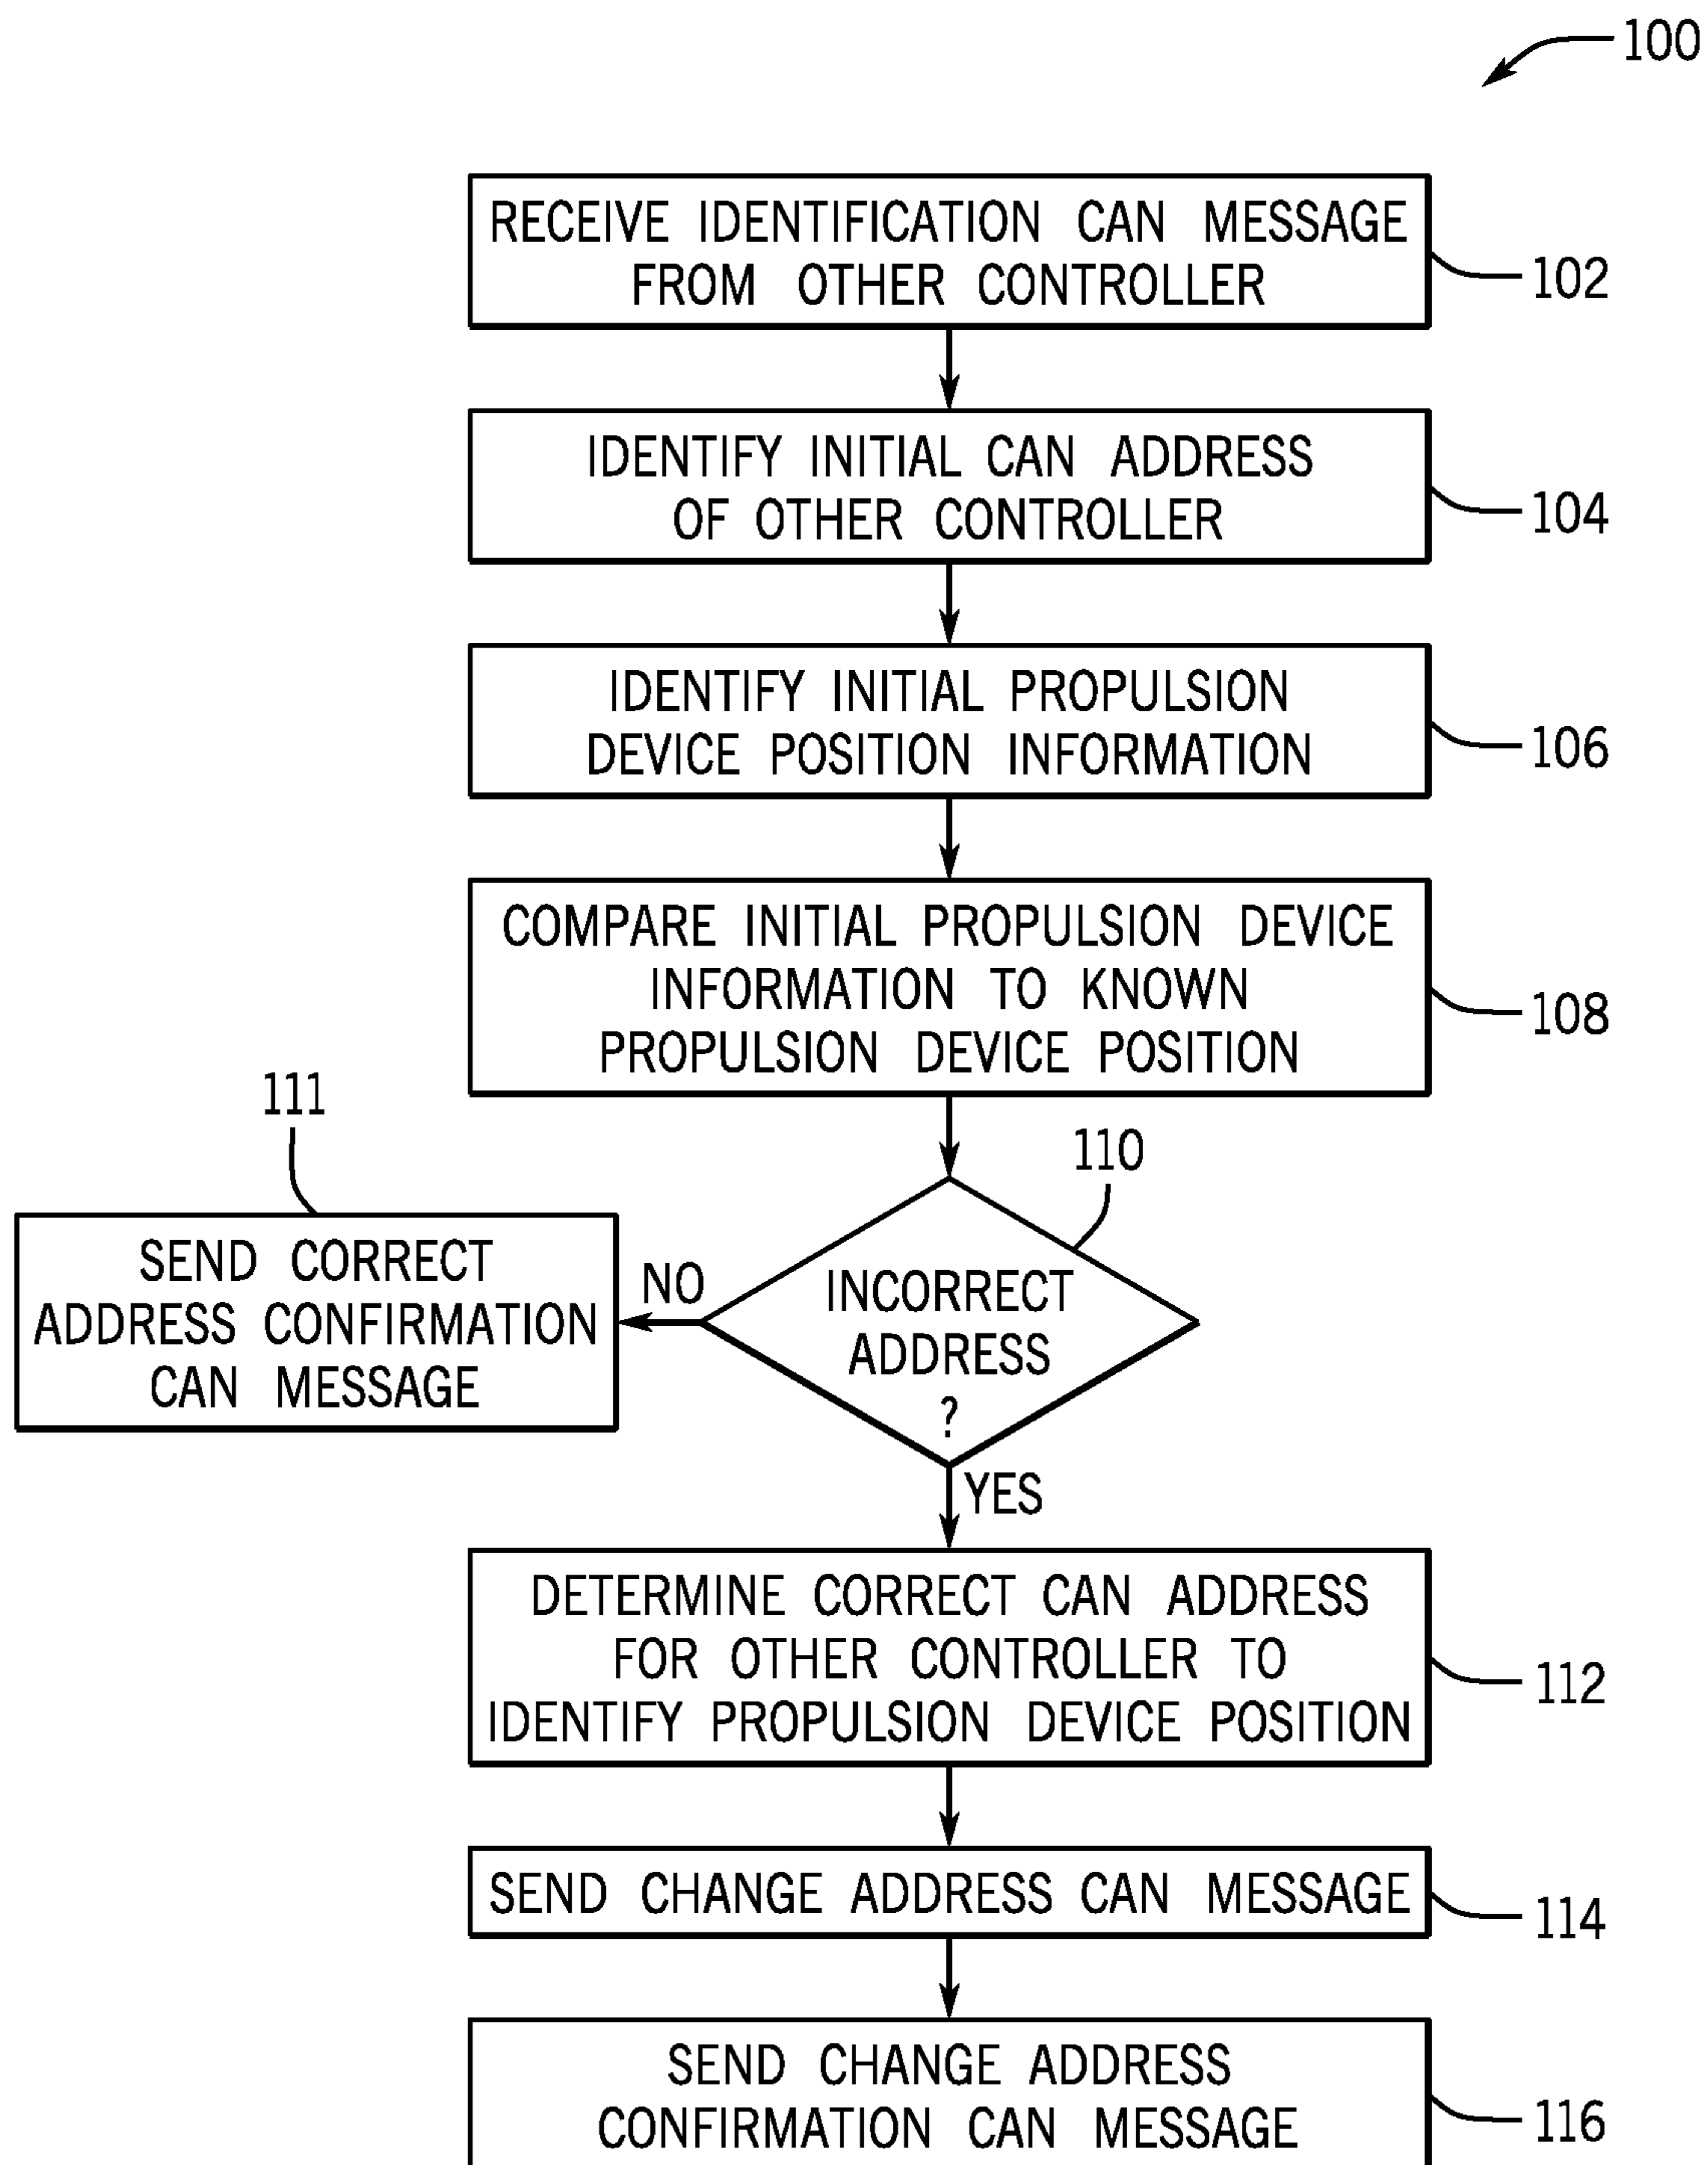 100
RECEIVE IDENTIFICATION CAN MESSAGE
FROM OTHER CONTROLLER
102
IDENTIFY INITIAL CAN ADDRESS
OF OTHER CONTROLLER
104
IDENTIFY INITIAL PROPULSION
DEVICE POSITION INFORMATION
106
COMPARE INITIAL PROPULSION DEVICE
INFORMATION TO KNOWN
PROPULSION DEVICE POSITION
108
111
110
SEND CORRECT
ADDRESS CONFIRMATION
CAN MESSAGE
NO
INCORRECT
ADDRESS
?
YES
DETERMINE CORRECT CAN ADDRESS
FOR OTHER CONTROLLER TO
IDENTIFY PROPULSION DEVICE POSITION
112
SEND CHANGE ADDRESS CAN MESSAGE
114
SEND CHANGE ADDRESS
CONFIRMATION CAN MESSAGE
116